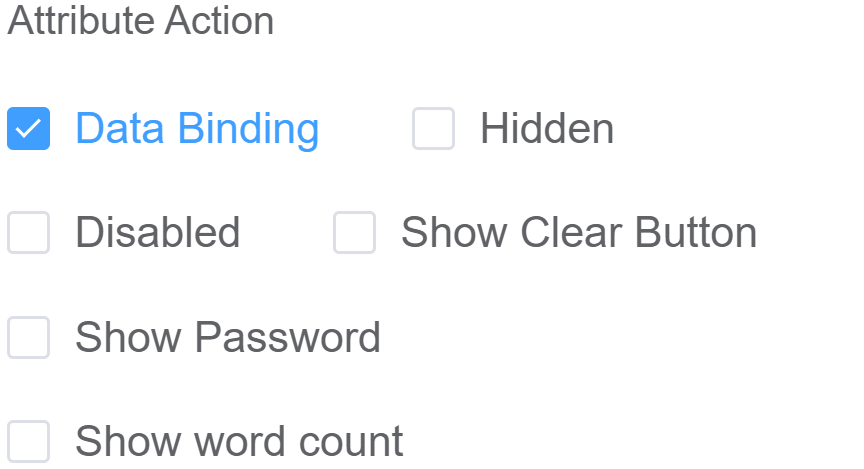 Attribute Action
Data Binding Hidden
Disabled Show Clear Button
Show Password
Show word count